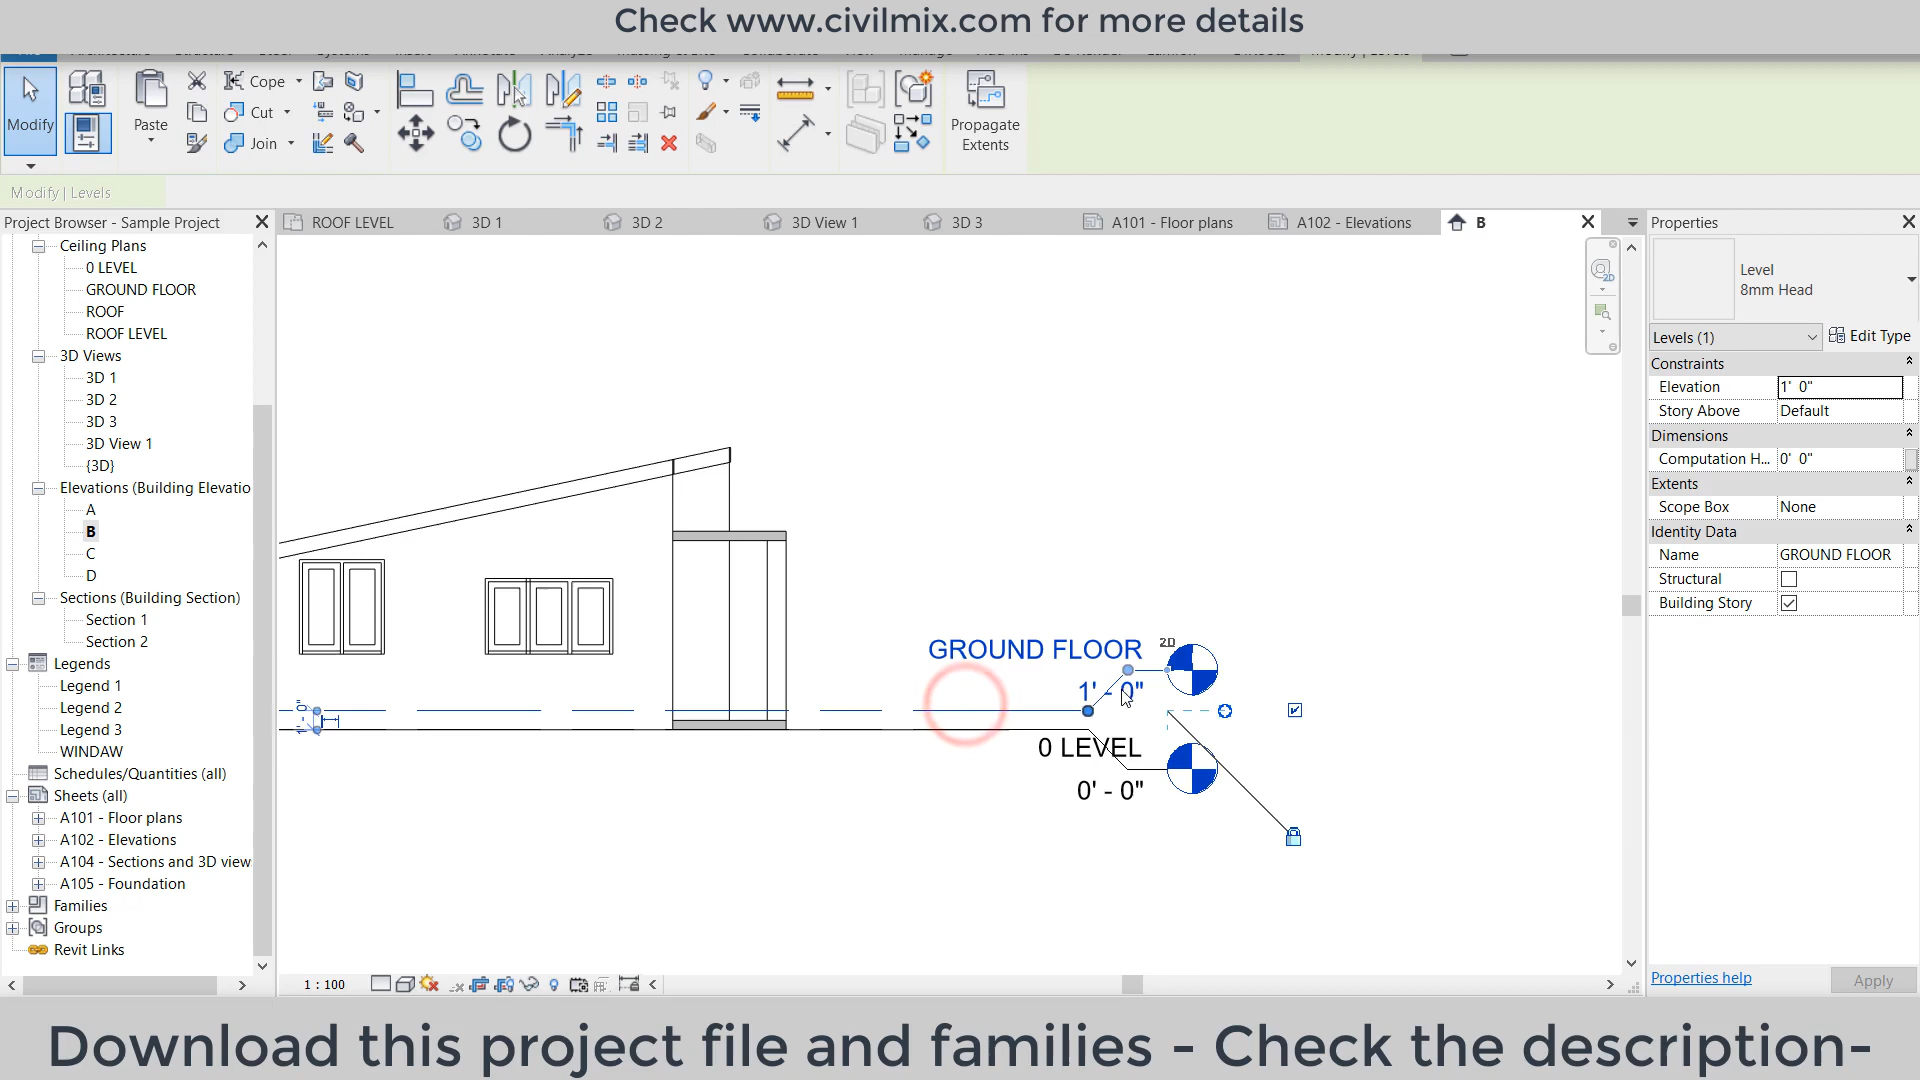 Check www.civilmix.com for more details
Modify
Paste
Cope
Cut
Join
Propagate
Extents
Modify | Levels
Project Browser - Sample Project
ROOF LEVEL
3D 1
3D 2
3D View 1
3D 3
A101 - Floor plans
A102 - Elevations
B
Properties
Ceiling Plans
0 LEVEL
GROUND FLOOR
ROOF
ROOF LEVEL
3D Views
3D 1
3D 2
3D 3
3D View 1
{3D}
Elevations (Building Elevatio
A
B
C
D
Sections (Building Section)
Section 1
Section 2
Legends
Legend 1
Legend 2
Legend 3
WINDAW
Schedules/Quantities (all)
Sheets (all)
A101 - Floor plans
A102 - Elevations
A104 - Sections and 3D view
A105 - Foundation
Families
Groups
Revit Links
2D
GROUND FLOOR
2D
1' - 0"
1' - 0"
0 LEVEL
0' - 0"
1 : 100
Level
8mm Head
Levels (1)
Edit Type
Constraints
Elevation 1' 0"
Story Above Default
Dimensions
Computation H... 0' 0"
Extents
Scope Box None
Identity Data
Name GROUND FLOOR
Structural
Building Story
Properties help
Apply
Download this project file and families - Check the description-